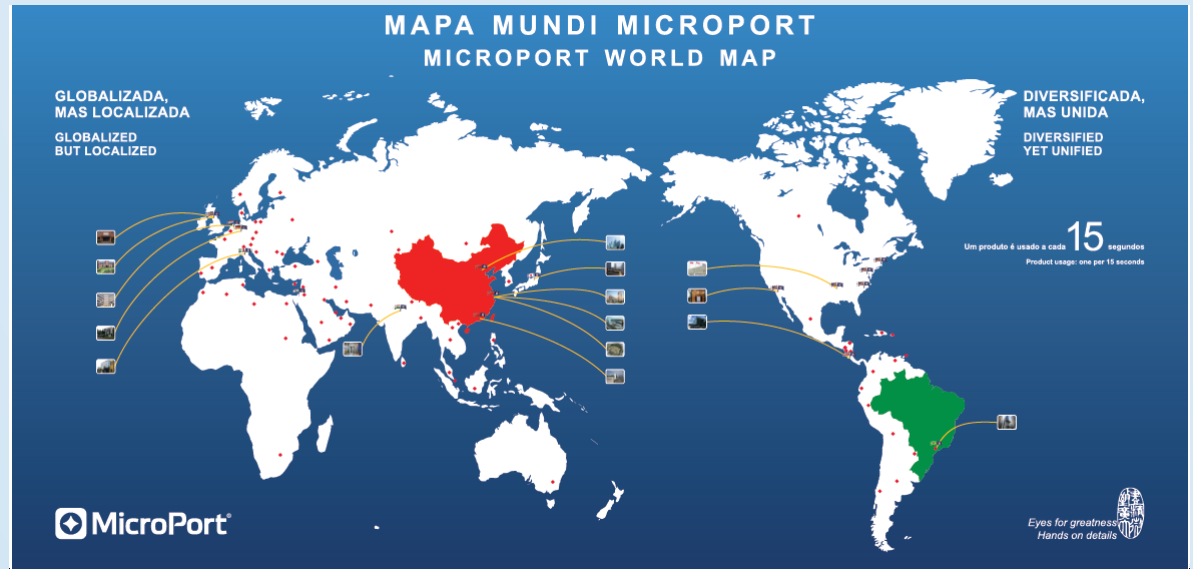 MAPA MUNDI MICROPORT
MICROPORT WORLD MAP
GLOBALIZADA,
MAS LOCALIZADA
GLOBALIZED
BUT LOCALIZED
DIVERSIFICADA,
MAS UNIDA
DIVERSIFIED
YET UNIFIED
Um produto é usado a cada 15 segundos
Product usage: one per 15 seconds
MicroPort®
Eyes for greatness
Hands on details